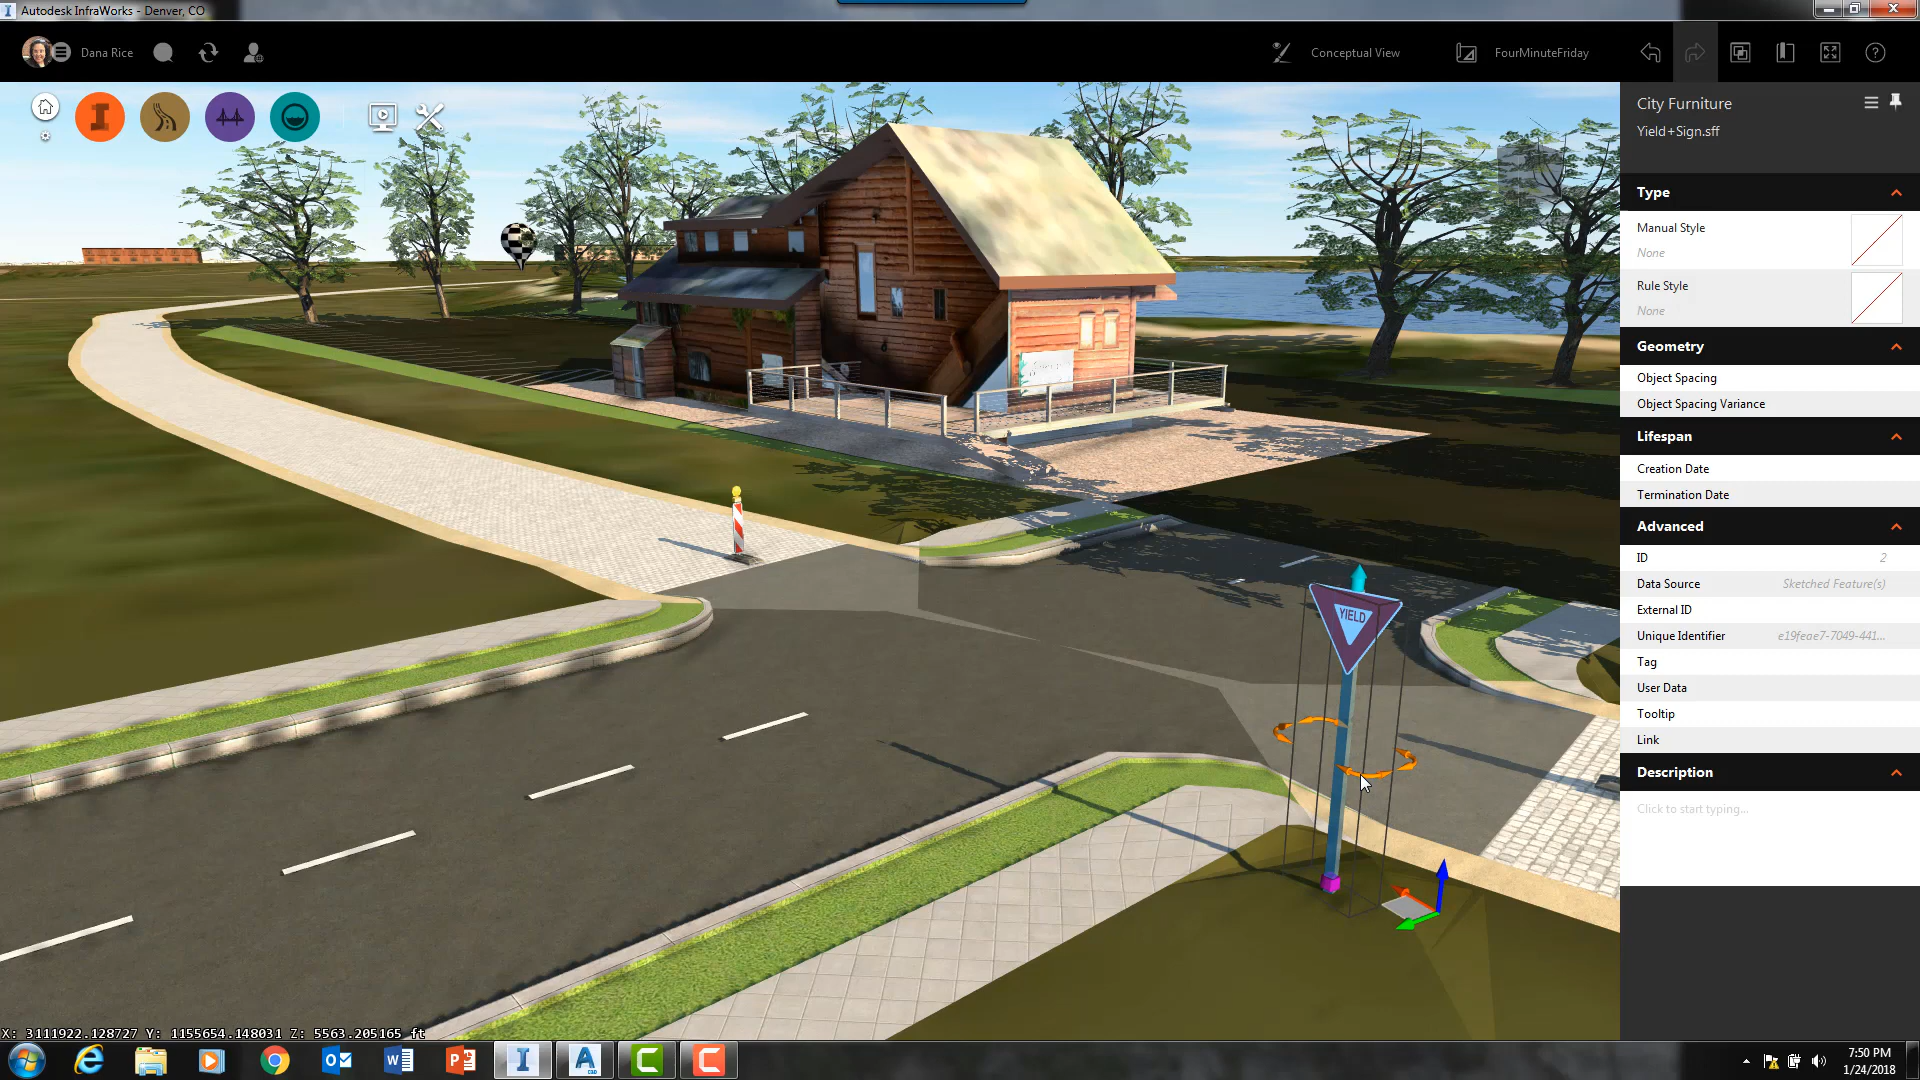 Autodesk InfraWorks - Denver, CO
Dana Rice
Conceptual View
FourMinuteFriday
City Furniture
Yield+Sign.sff
Type
Manual Style
None
Rule Style
None
Geometry
Object Spacing
Object Spacing Variance
Lifespan
Creation Date
Termination Date
Advanced
ID 2
Data Source Sketched Feature(s)
External ID
Unique Identifier e19feae7-7049-441...
Tag
User Data
Tooltip
Link
Description
Click to start typing...
YIELD
X: 3111922.128727 Y: 1155654.148031 Z: 5563.205165 ft
7:50 PM
1/24/2018